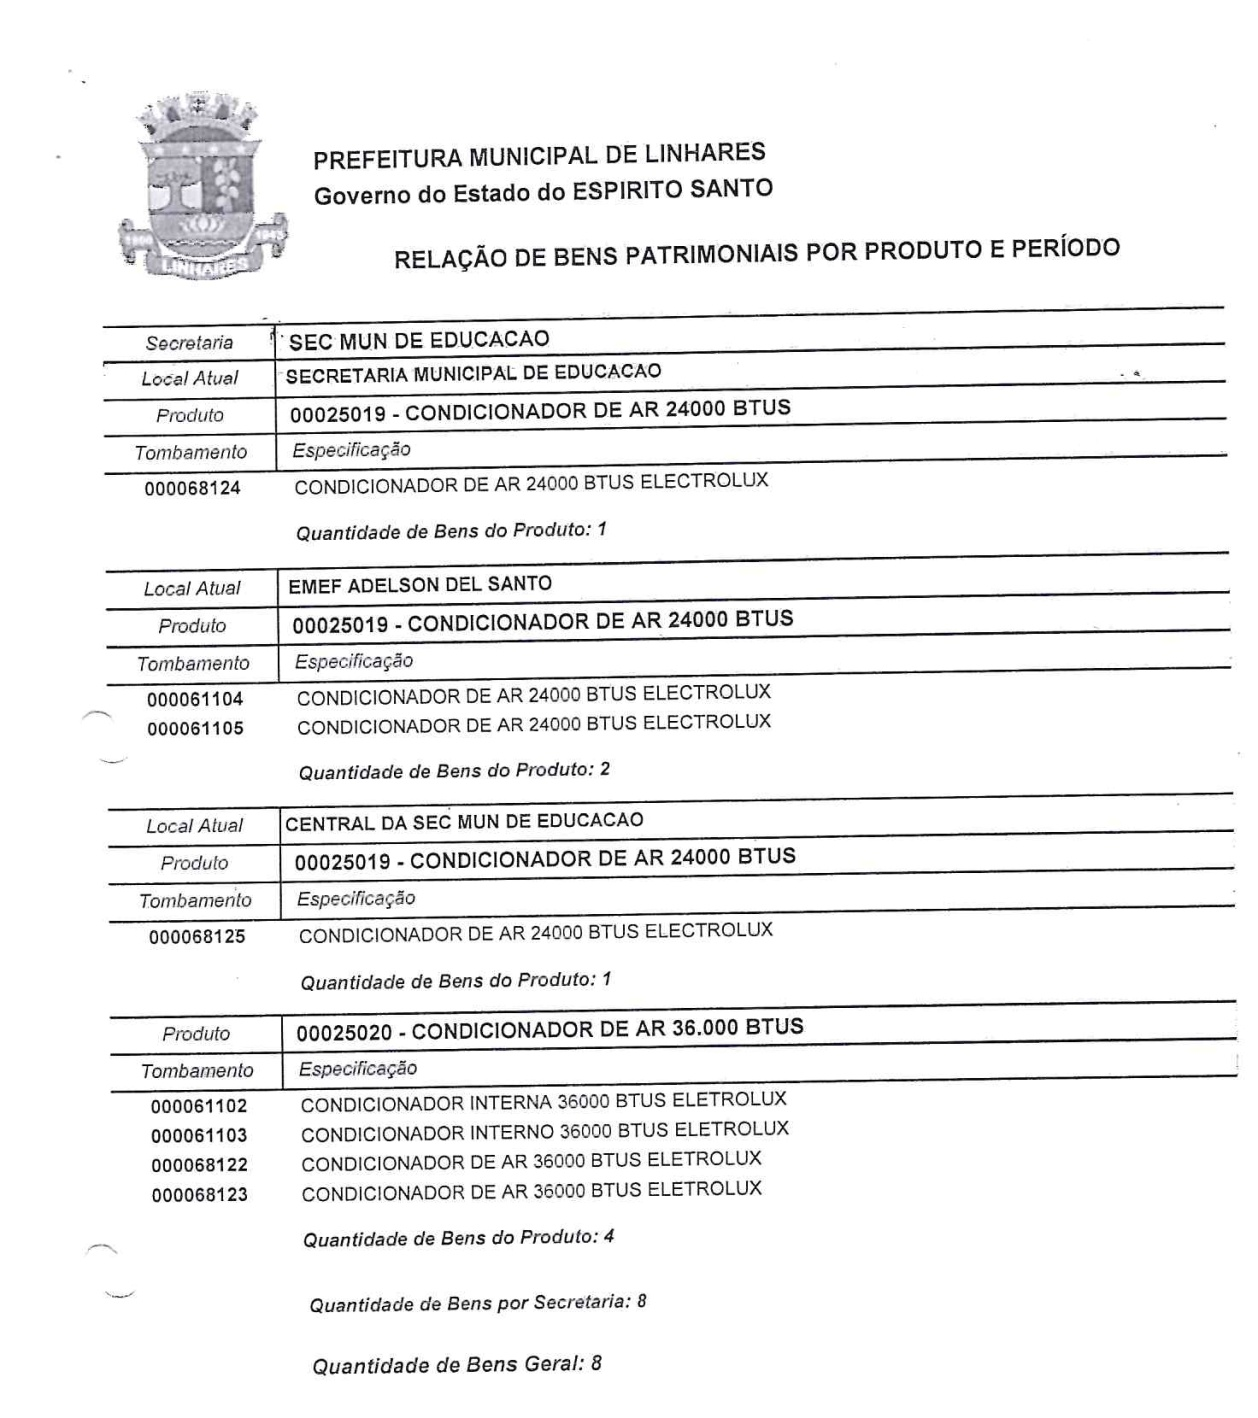 PREFEITURA MUNICIPAL DE LINHARES
Governo do Estado do ESPIRITO SANTO
LINHARES
RELAÇÃO DE BENS PATRIMONIAIS POR PRODUTO E PERÍODO
Secretaria SEC MUN DE EDUCACAO
Local Atual SECRETARIA MUNICIPAL DE EDUCACAO
Produto 00025019 - CONDICIONADOR DE AR 24000 BTUS
Tombamento Especificação
000068124 CONDICIONADOR DE AR 24000 BTUS ELECTROLUX
Quantidade de Bens do Produto: 1
Local Atual EMEF ADELSON DEL SANTO
Produto 00025019 - CONDICIONADOR DE AR 24000 BTUS
Tombamento Especificação
000061104 CONDICIONADOR DE AR 24000 BTUS ELECTROLUX
000061105 CONDICIONADOR DE AR 24000 BTUS ELECTROLUX
Quantidade de Bens do Produto: 2
Local Atual CENTRAL DA SEC MUN DE EDUCACAO
Produto 00025019 - CONDICIONADOR DE AR 24000 BTUS
Tombamento Especificação
000068125 CONDICIONADOR DE AR 24000 BTUS ELECTROLUX
Quantidade de Bens do Produto: 1
Produto 00025020 - CONDICIONADOR DE AR 36.000 BTUS
Tombamento Especificação
000061102 CONDICIONADOR INTERNA 36000 BTUS ELETROLUX
000061103 CONDICIONADOR INTERNO 36000 BTUS ELETROLUX
000068122 CONDICIONADOR DE AR 36000 BTUS ELETROLUX
000068123 CONDICIONADOR DE AR 36000 BTUS ELETROLUX
Quantidade de Bens do Produto: 4
Quantidade de Bens por Secretaria: 8
Quantidade de Bens Geral: 8